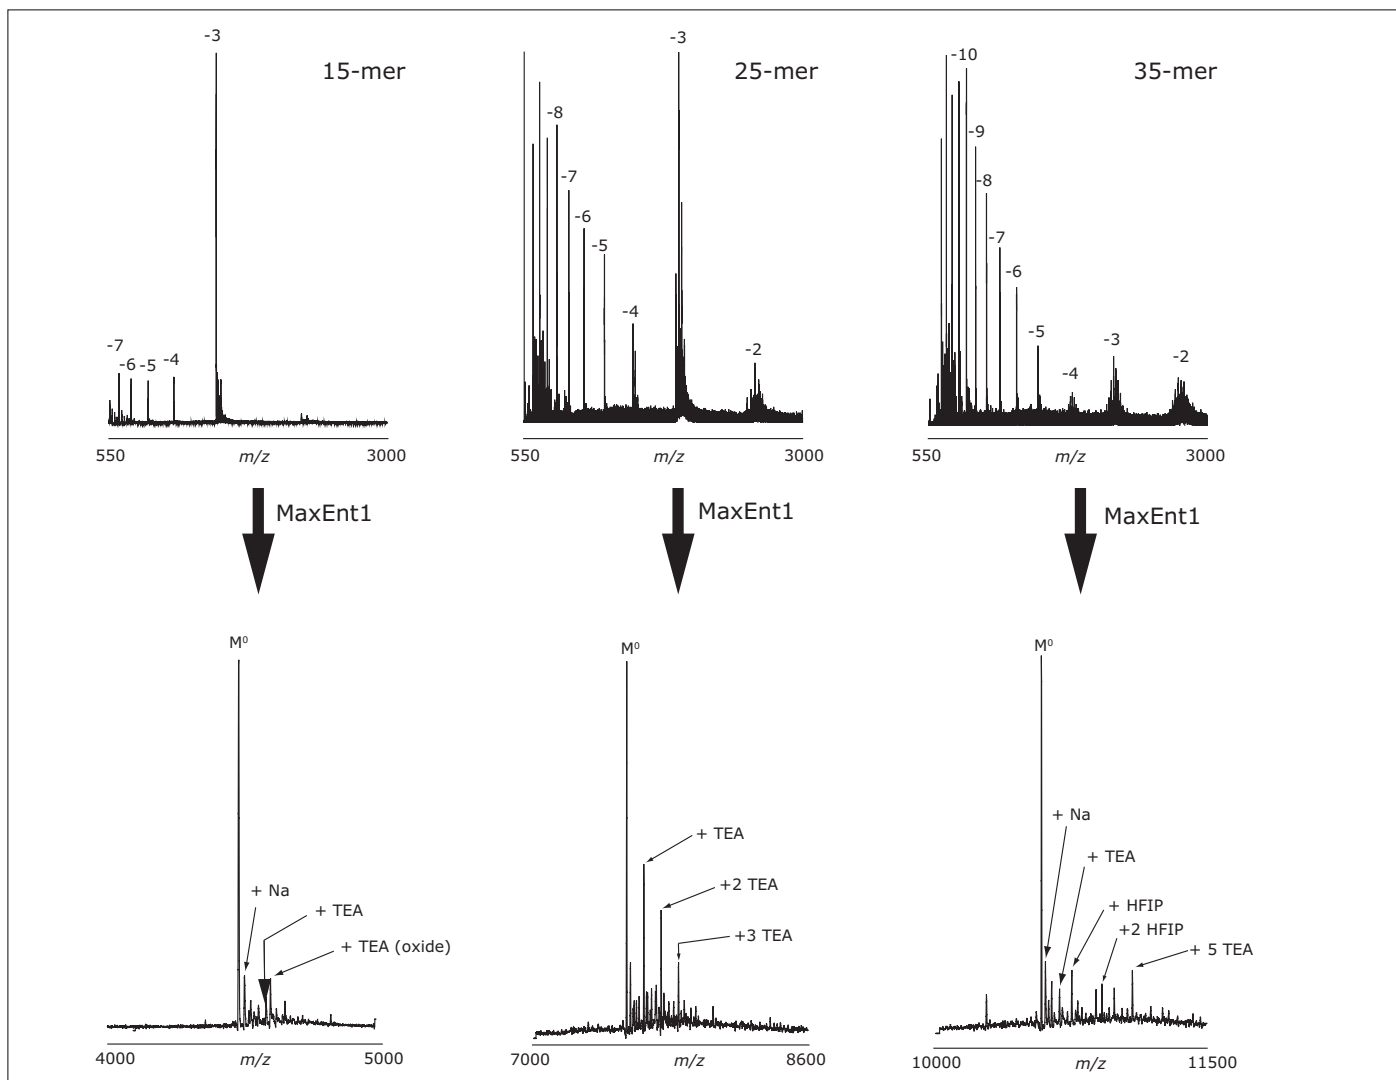 15-mer
-3
-7
-6
-5
-4
550
m/z
3000
25-mer
-3
-8
-7
-6
-5
-4
-2
550
m/z
3000
35-mer
-10
-9
-8
-7
-6
-5
-4
-3
-2
550
m/z
3000
MaxEnt1
MaxEnt1
MaxEnt1
M⁰
+ Na
+ TEA
+ TEA (oxide)
4000
m/z
5000
M⁰
+ TEA
+2 TEA
+3 TEA
7000
m/z
8600
M⁰
+ Na
+ TEA
+ HFIP
+2 HFIP
+ 5 TEA
10000
m/z
11500